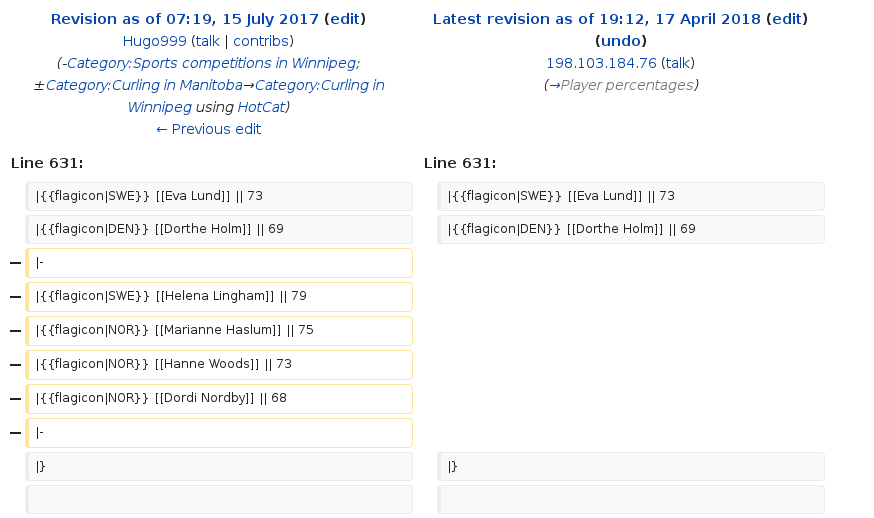 Revision as of 07:19, 15 July 2017 (edit)
Hugo999 (talk | contribs)
(-Category:Sports competitions in Winnipeg;
±Category:Curling in Manitoba→Category:Curling in
Winnipeg using HotCat)
← Previous edit
Latest revision as of 19:12, 17 April 2018 (edit)
(undo)
198.103.184.76 (talk)
(→Player percentages)
Line 631:
Line 631:
|{{flagicon|SWE}} [[Eva Lund]] || 73
|{{flagicon|SWE}} [[Eva Lund]] || 73
|{{flagicon|DEN}} [[Dorthe Holm]] || 69
|{{flagicon|DEN}} [[Dorthe Holm]] || 69
− |-
− |{{flagicon|SWE}} [[Helena Lingham]] || 79
− |{{flagicon|NOR}} [[Marianne Haslum]] || 75
− |{{flagicon|NOR}} [[Hanne Woods]] || 73
− |{{flagicon|NOR}} [[Dordi Nordby]] || 68
− |-
|}
|}